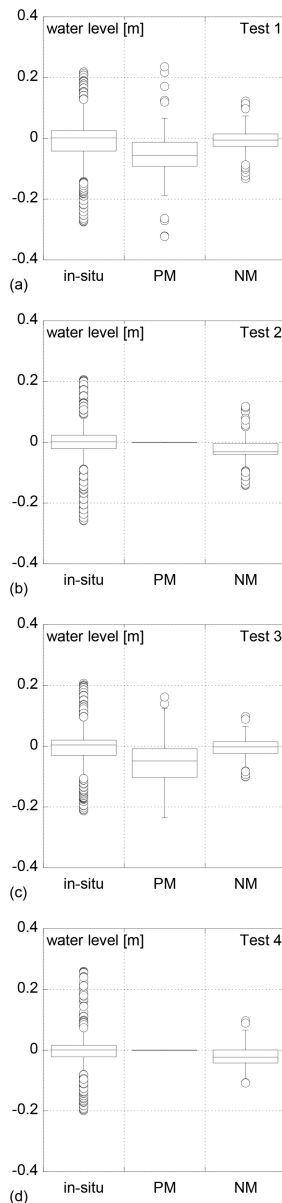 water level [m] Test 1
0.4
0.2
0
-0.2
-0.4
in-situ PM NM
(a)
water level [m] Test 2
0.4
0.2
0
-0.2
-0.4
in-situ PM NM
(b)
water level [m] Test 3
0.4
0.2
0
-0.2
-0.4
in-situ PM NM
(c)
water level [m] Test 4
0.4
0.2
0
-0.2
-0.4
in-situ PM NM
(d)